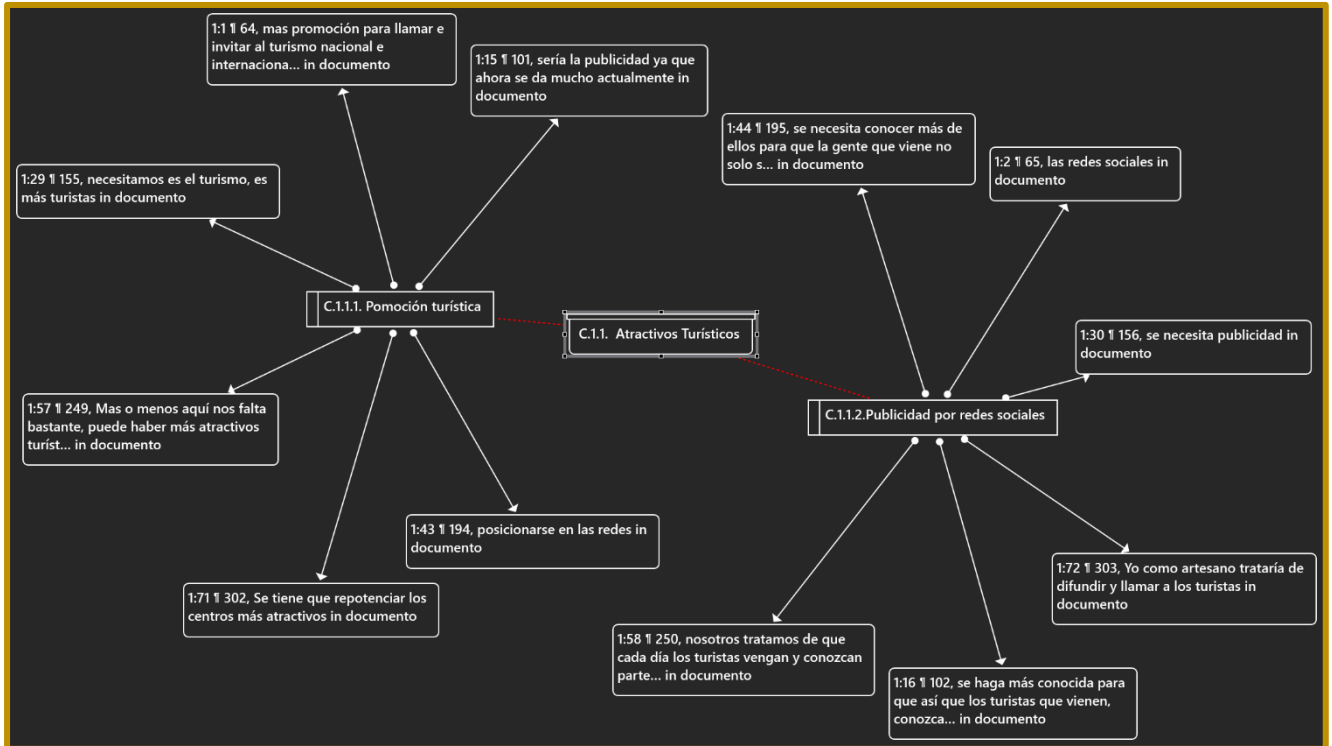 1:1 ¶ 64, mas promoción para llamar e
invitar al turismo nacional e
internaciona... in documento
1:15 ¶ 101, sería la publicidad ya que
ahora se da mucho actualmente in
documento
1:44 ¶ 195, se necesita conocer más de
ellos para que la gente que viene no
solo s... in documento
1:2 ¶ 65, las redes sociales in
documento
1:29 ¶ 155, necesitamos es el turismo, es
más turistas in documento
C.1.1.1. Pomoción turística
C.1.1. Atractivos Turísticos
1:30 ¶ 156, se necesita publicidad in
documento
1:57 ¶ 249, Mas o menos aquí nos falta
bastante, puede haber más atractivos
turíst... in documento
C.1.1.2.Publicidad por redes sociales
1:43 ¶ 194, posicionarse en las redes in
documento
1:71 ¶ 302, Se tiene que repotenciar los
centros más atractivos in documento
1:72 ¶ 303, Yo como artesano trataría de
difundir y llamar a los turistas in
documento
1:58 ¶ 250, nosotros tratamos de que
cada día los turistas vengan y conozcan
parte... in documento
1:16 ¶ 102, se haga más conocida para
que así que los turistas que vienen,
conozca... in documento